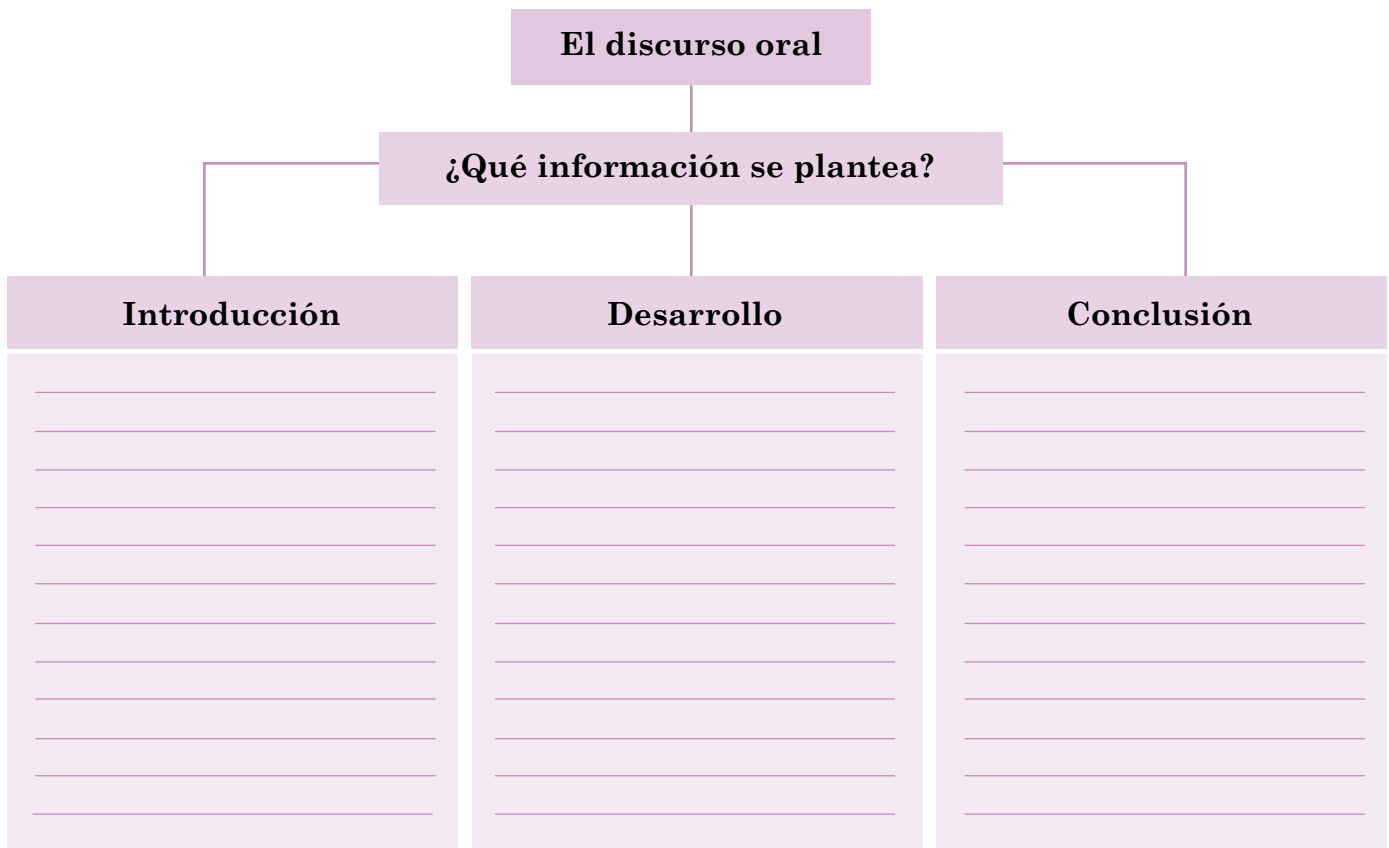 El discurso oral
¿Qué información se plantea?
Introducción
Desarrollo
Conclusión